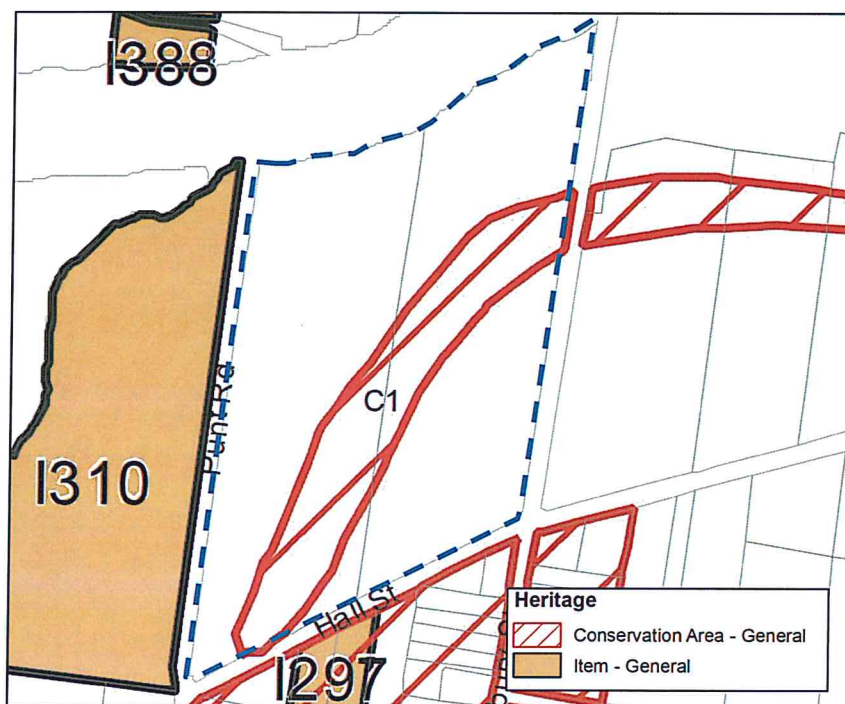 I388
Punt Rd
C1
I310
Hall St
I297
Heritage
Conservation Area - General
Item - General